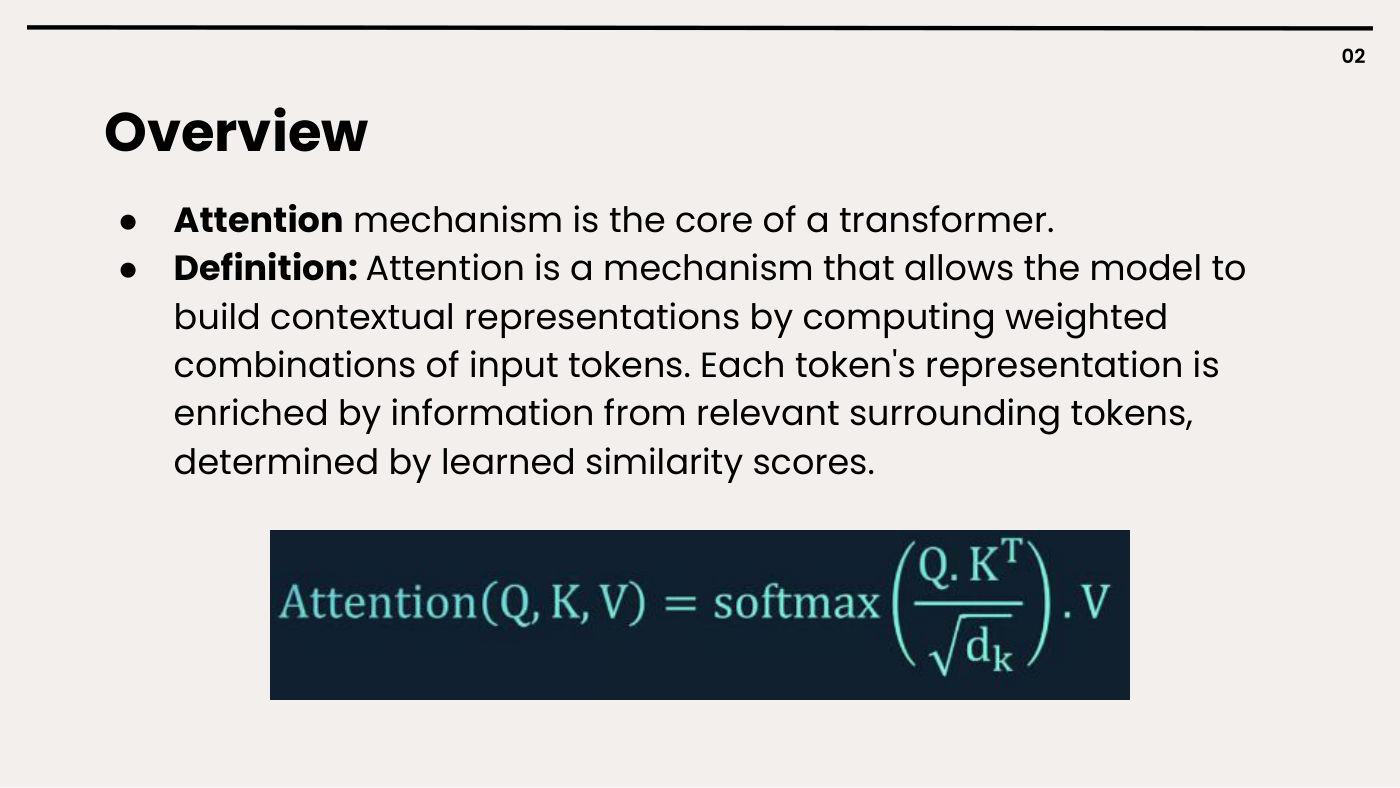 02
Overview
● Attention mechanism is the core of a transformer.
● Definition: Attention is a mechanism that allows the model to
build contextual representations by computing weighted
combinations of input tokens. Each token's representation is
enriched by information from relevant surrounding tokens,
determined by learned similarity scores.
Attention(Q, K, V) = softmax(Q. K^T / √d_k) . V